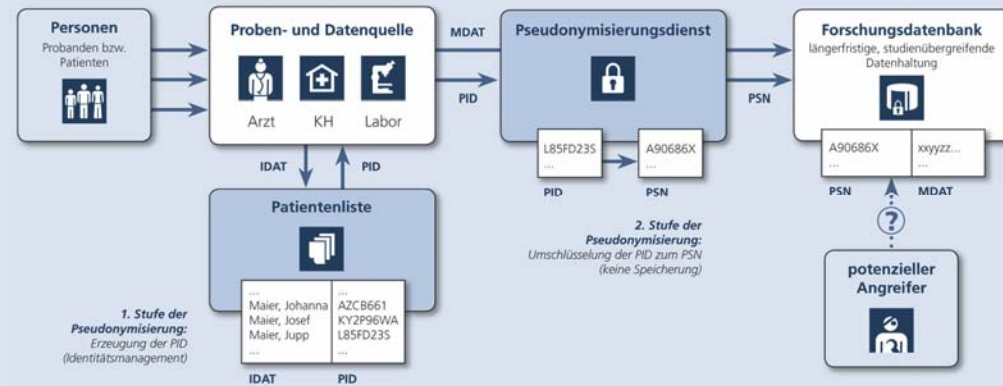 Personen
Probanden bzw.
Patienten
Proben- und Datenquelle
Arzt
KH
Labor
MDAT
PID
Pseudonymisierungsdienst
L85FD23S
...
A90686X
...
PID
PSN
PSN
Forschungsdatenbank
längerfristige, studienübergreifende
Datenhaltung
A90686X
...
xxyyzz...
...
PSN
MDAT
IDAT
PID
Patientenliste
...
Maier, Johanna
Maier, Josef
Maier, Jupp
...
...
AZCB661
KY2P96WA
L85FD23S
...
IDAT
PID
1. Stufe der
Pseudonymisierung:
Erzeugung der PID
(Identitätsmanagement)
2. Stufe der
Pseudonymisierung:
Umschlüsselung der PID zum PSN
(keine Speicherung)
?
potenzieller
Angreifer